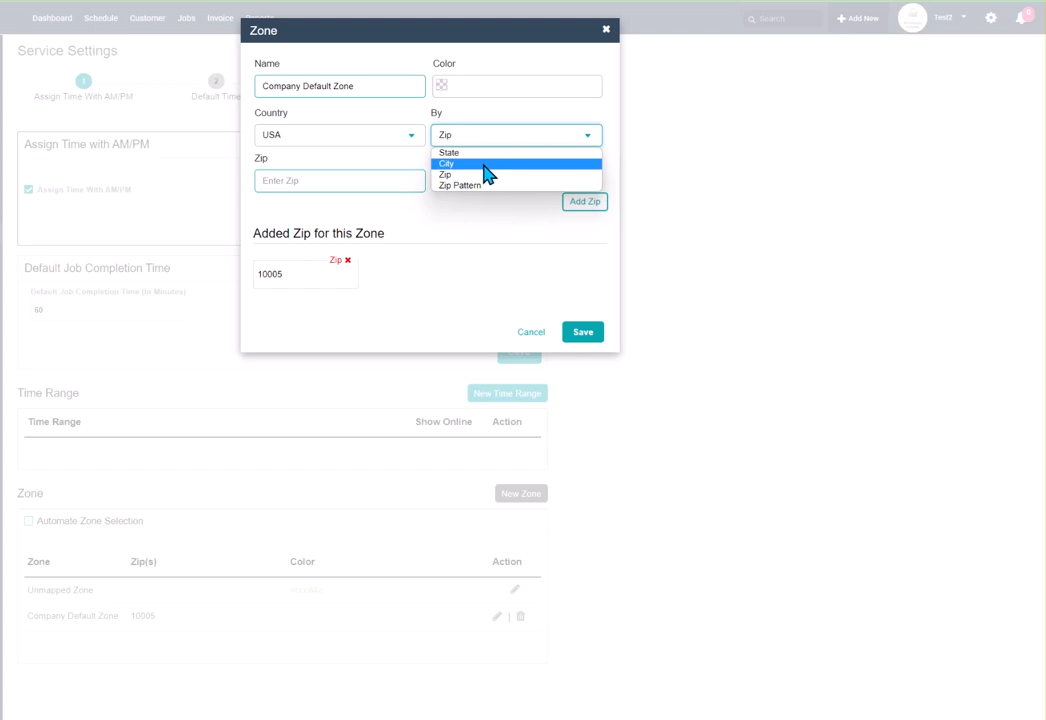 Dashboard Schedule Customer Jobs Invoice Reports Search + Add New Test2 0
Service Settings
1 2
Assign Time With AM/PM Default Time
Assign Time with AM/PM
Assign Time With AM/PM
Default Job Completion Time
Default Job Completion Time (In Minutes)
60
Zone
Name Color
Company Default Zone
Country By
USA Zip
State
City
Zip
Zip Pattern
Zip
Enter Zip
Add Zip
Added Zip for this Zone
Zip
10005
Cancel Save
Time Range New Time Range
Time Range Show Online Action
Zone New Zone
Automate Zone Selection
Zone Zip(s) Color Action
Unmapped Zone
Company Default Zone 10005 |